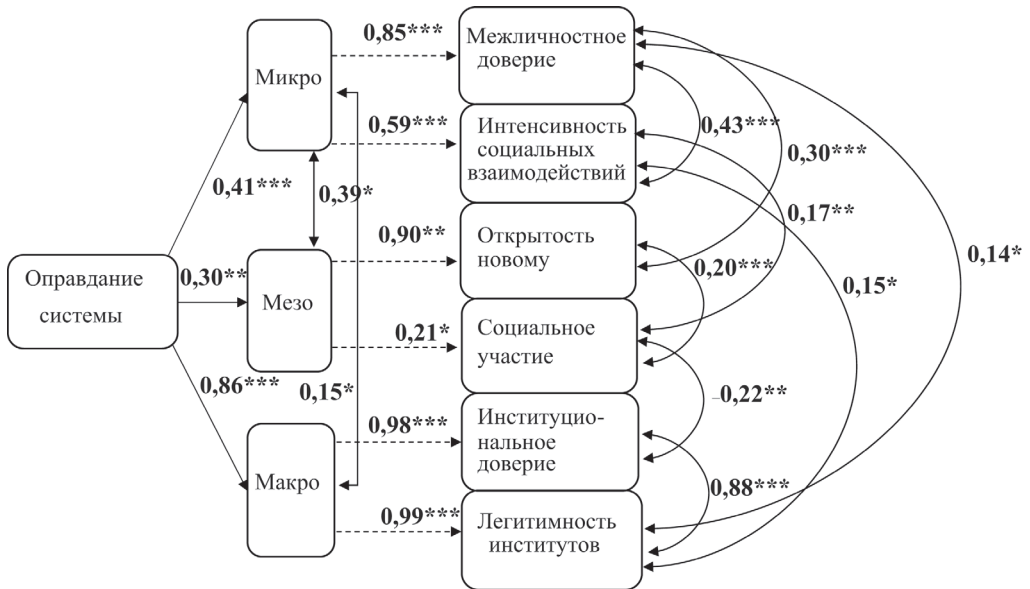 Оправдание
системы
0,41***
0,30**
0,86***
Микро
Мезо
Макро
0,39*
0,15*
0,85***
0,59***
0,90**
0,21*
0,98***
0,99***
Межличностное
доверие
Интенсивность
социальных
взаимодействий
Открытость
новому
Социальное
участие
Институцио-
нальное
доверие
Легитимность
институтов
0,43***
0,30***
0,17**
0,20***
0,15*
0,14*
-0,22**
0,88***